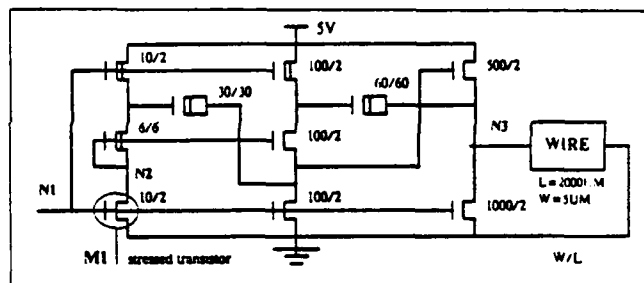 5V
10/2
100/2
500/2
30/30
60/60
6/6
100/2
N3
WIRE
N2
L=2000UM
W=5UM
N1
10/2
100/2
1000/2
M1 stressed transistor
W/L